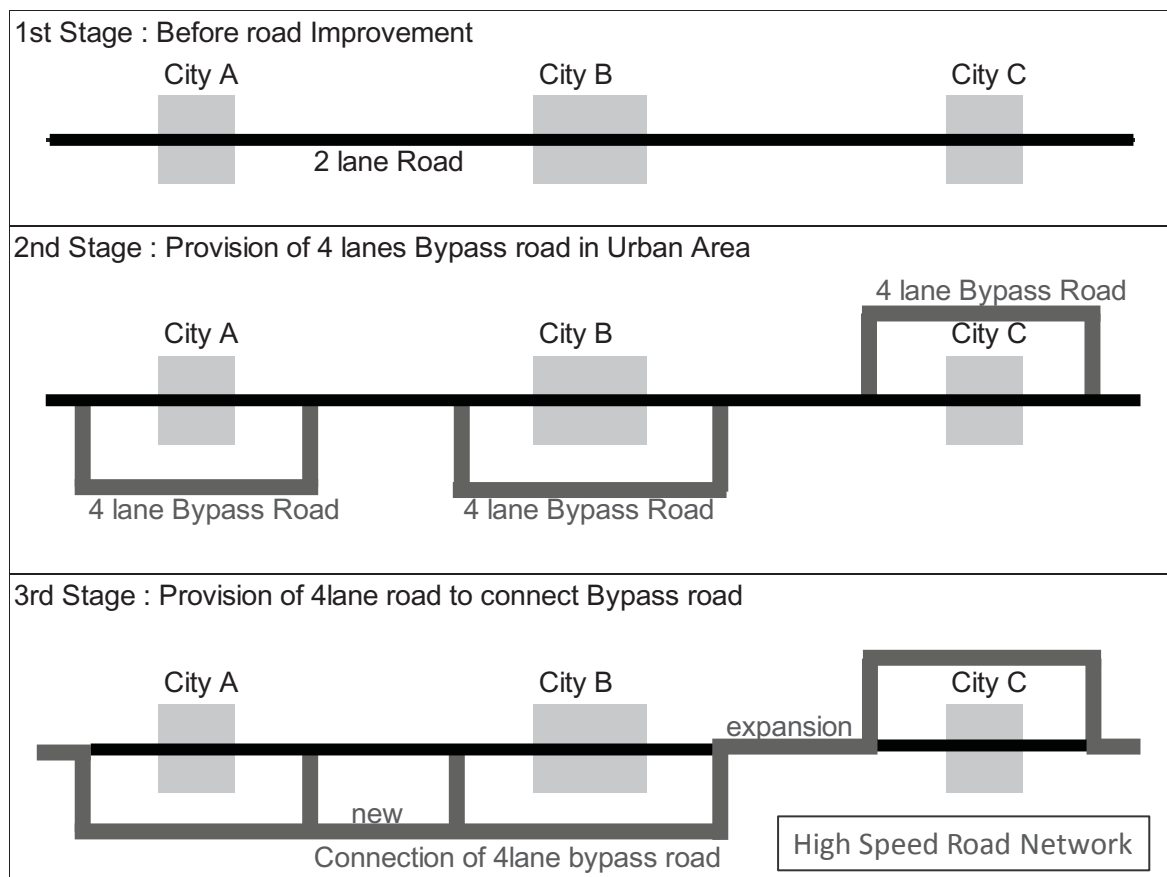 1st Stage : Before road Improvement
City A
City B
City C
2 lane Road
2nd Stage : Provision of 4 lanes Bypass road in Urban Area
4 lane Bypass Road
City A
City B
City C
4 lane Bypass Road
4 lane Bypass Road
3rd Stage : Provision of 4lane road to connect Bypass road
City A
City B
City C
expansion
new
Connection of 4lane bypass road
High Speed Road Network